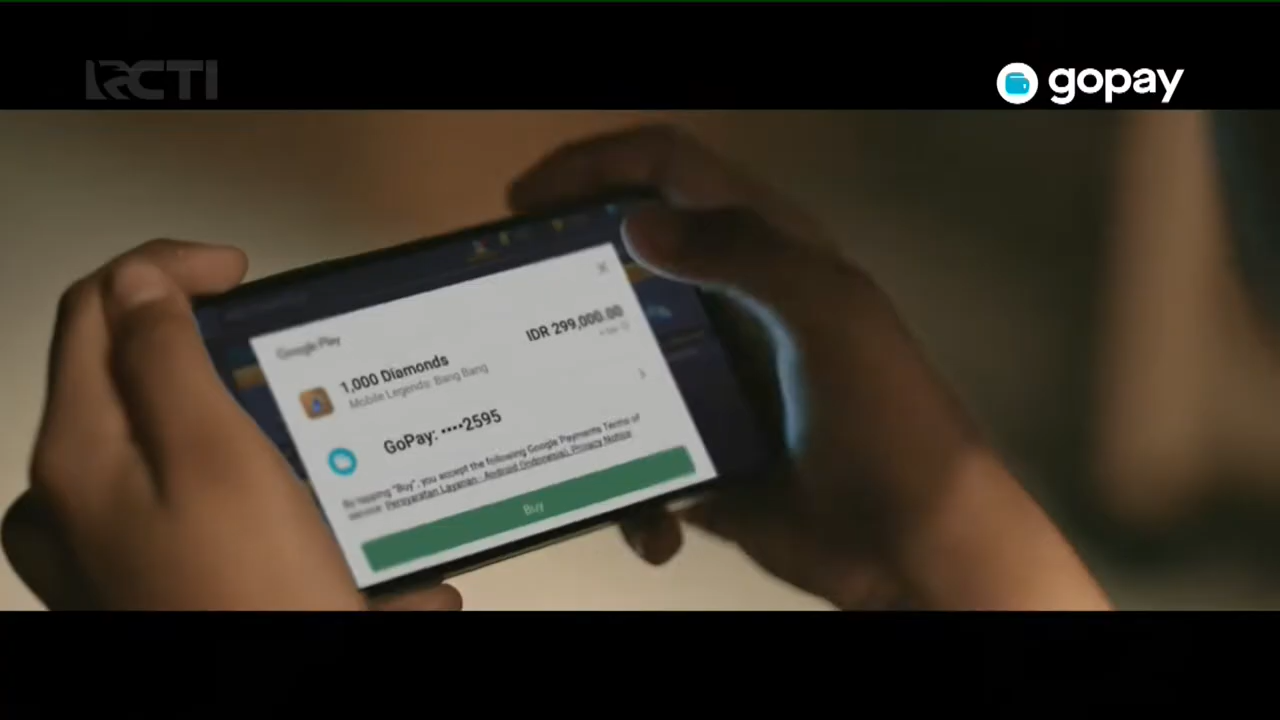 RCTI
gopay
Google Play
1,000 Diamonds
IDR 299,000.00
Mobile Legends: Bang Bang
+ tax
GoPay: ••••2595
By tapping "Buy", you accept the following Google Payments Terms of
service: Persyaratan Layanan - Android (Indonesia), Privacy Notice.
Buy